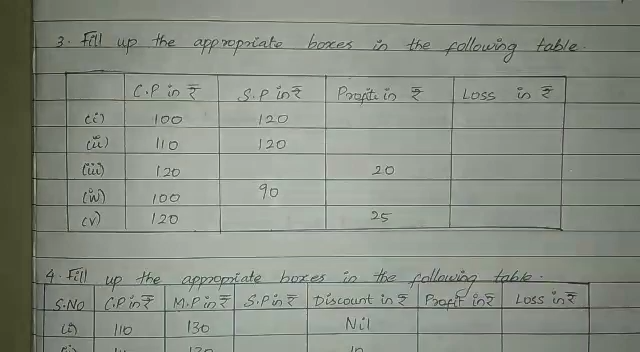 3. Fill up the appropriate boxes in the following table.
C.P in ₹ S.P in ₹ Profit in ₹ Loss in ₹
(i) 100 120
(ii) 110 120
(iii) 120 20
(iv) 100 90
(v) 120 25
4. Fill up the appropriate boxes in the following table.
S.NO C.P in ₹ M.P in ₹ S.P in ₹ Discount in ₹ Profit in ₹ Loss in ₹
(i) 110 130 Nil